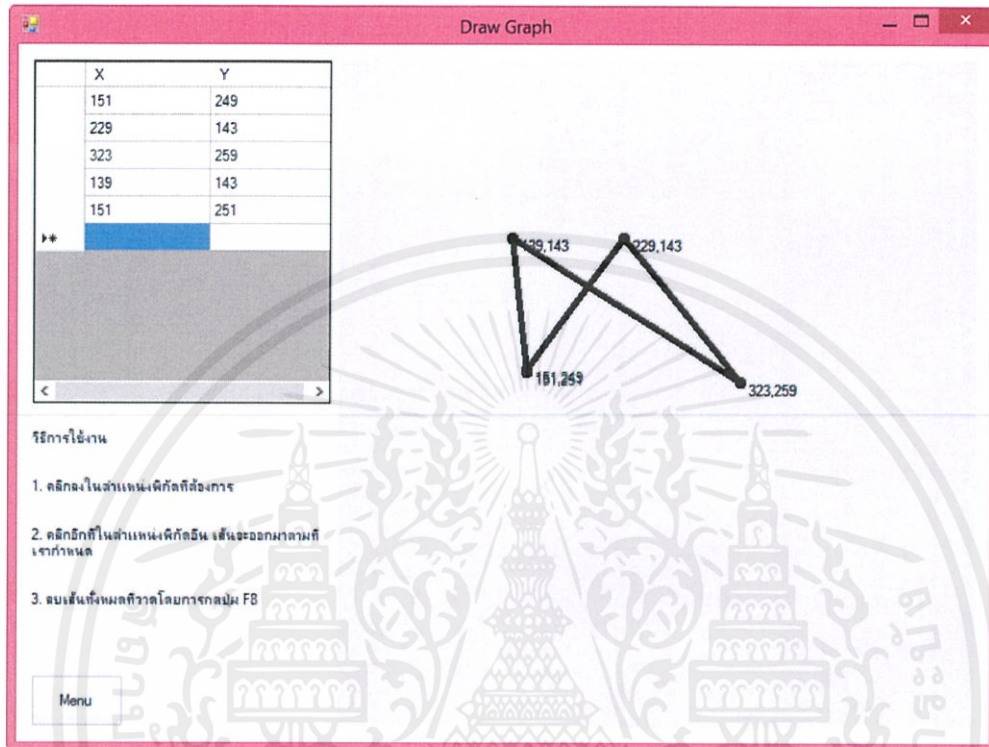 Draw Graph
X Y
151 249
229 143
323 259
139 143
151 251
139,143 229,143
323,259
วิธีการใช้งาน
1. คลิกลงในตำแหน่งพิกัดที่ต้องการ
2. คลิกอีกทีในตำแหน่งพิกัดอื่น เส้นจะออกมาตามที่
เรากำหนด
3. ลบเส้นทั้งหมดที่วาดโดยการกดปุ่ม F8
Menu